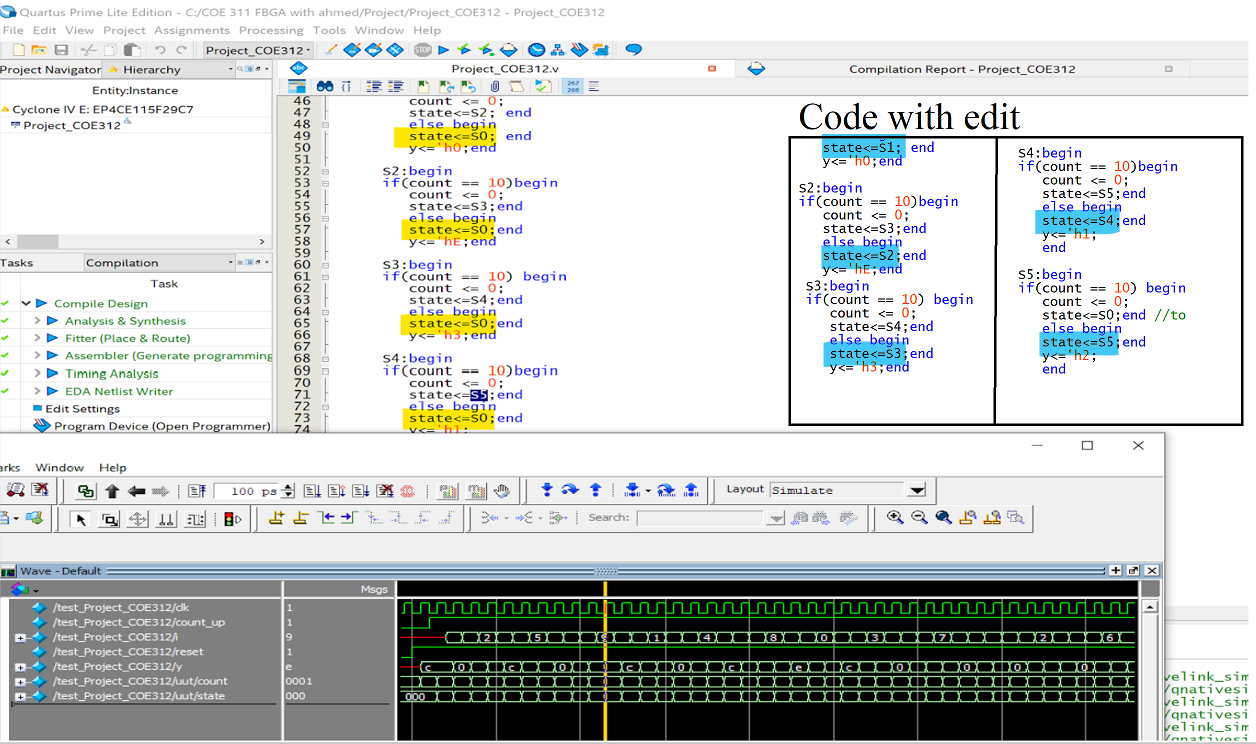 Quartus Prime Lite Edition - C:/COE 311 FBGA with ahmed/Project/Project_COE312 - Project_COE312
File Edit View Project Assignments Processing Tools Window Help
Project_COE312
STOP
Project Navigator Hierarchy
Project_COE312.v
Compilation Report - Project_COE312
Entity:Instance
Cyclone IV E: EP4CE115F29C7
Project_COE312
267
268
46 count <= 0;
47 state<=S2; end
48 else begin
49 state<=S0; end
50 y<='h0;end
51
52 S2:begin
53 if(count == 10)begin
54 count <= 0;
55 state<=S3;end
56 else begin
57 state<=S0;end
58 y<='hE;end
59
60 S3:begin
61 if(count == 10) begin
62 count <= 0;
63 state<=S4;end
64 else begin
65 state<=S0;end
66 y<='h3;end
67
68 S4:begin
69 if(count == 10)begin
70 count <= 0;
71 state<=S5;end
72 else begin
73 state<=S0;end
74 y<='h1;
Code with edit
state<=S1; end
y<='h0;end
S2:begin
if(count == 10)begin
count <= 0;
state<=S3;end
else begin
state<=S2;end
y<='hE;end
S3:begin
if(count == 10) begin
count <= 0;
state<=S4;end
else begin
state<=S3;end
y<='h3;end
S4:begin
if(count == 10)begin
count <= 0;
state<=S5;end
else begin
state<=S4;end
y<='h1;
end
S5:begin
if(count == 10) begin
count <= 0;
state<=S0;end //to
else begin
state<=S5;end
y<='h2;
end
Tasks Compilation
Task
Compile Design
Analysis & Synthesis
Fitter (Place & Route)
Assembler (Generate programming
Timing Analysis
EDA Netlist Writer
Edit Settings
Program Device (Open Programmer)
arks Window Help
100 ps
Layout Simulate
Search:
Wave - Default
Msgs
/test_Project_COE312/clk 1
/test_Project_COE312/count_up 1
/test_Project_COE312/i 9 2 5 9 1 4 8 0 3 7 2 6
/test_Project_COE312/reset 1
/test_Project_COE312/y e c 0 c 0 c 0 c e c 0 0 0 0
/test_Project_COE312/uut/count 0001
/test_Project_COE312/uut/state 000 000
velink_sim
/qnativesi
velink_sim
/qnativesi
velink_sim
/qnativesi